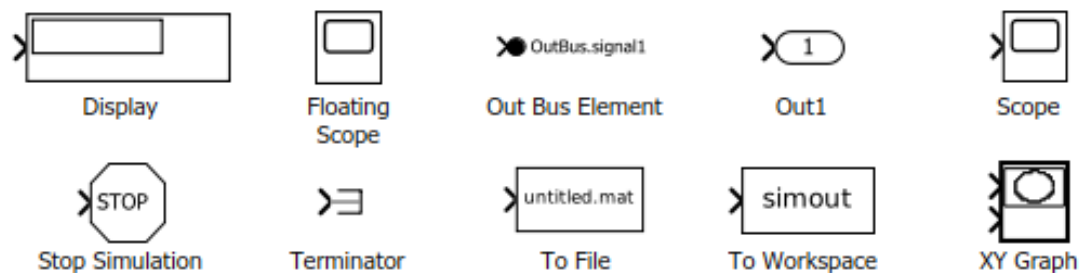 OutBus.signal1
1
Display
Floating
Scope
Out Bus Element
Out1
Scope
STOP
untitled.mat
simout
Stop Simulation
Terminator
To File
To Workspace
XY Graph